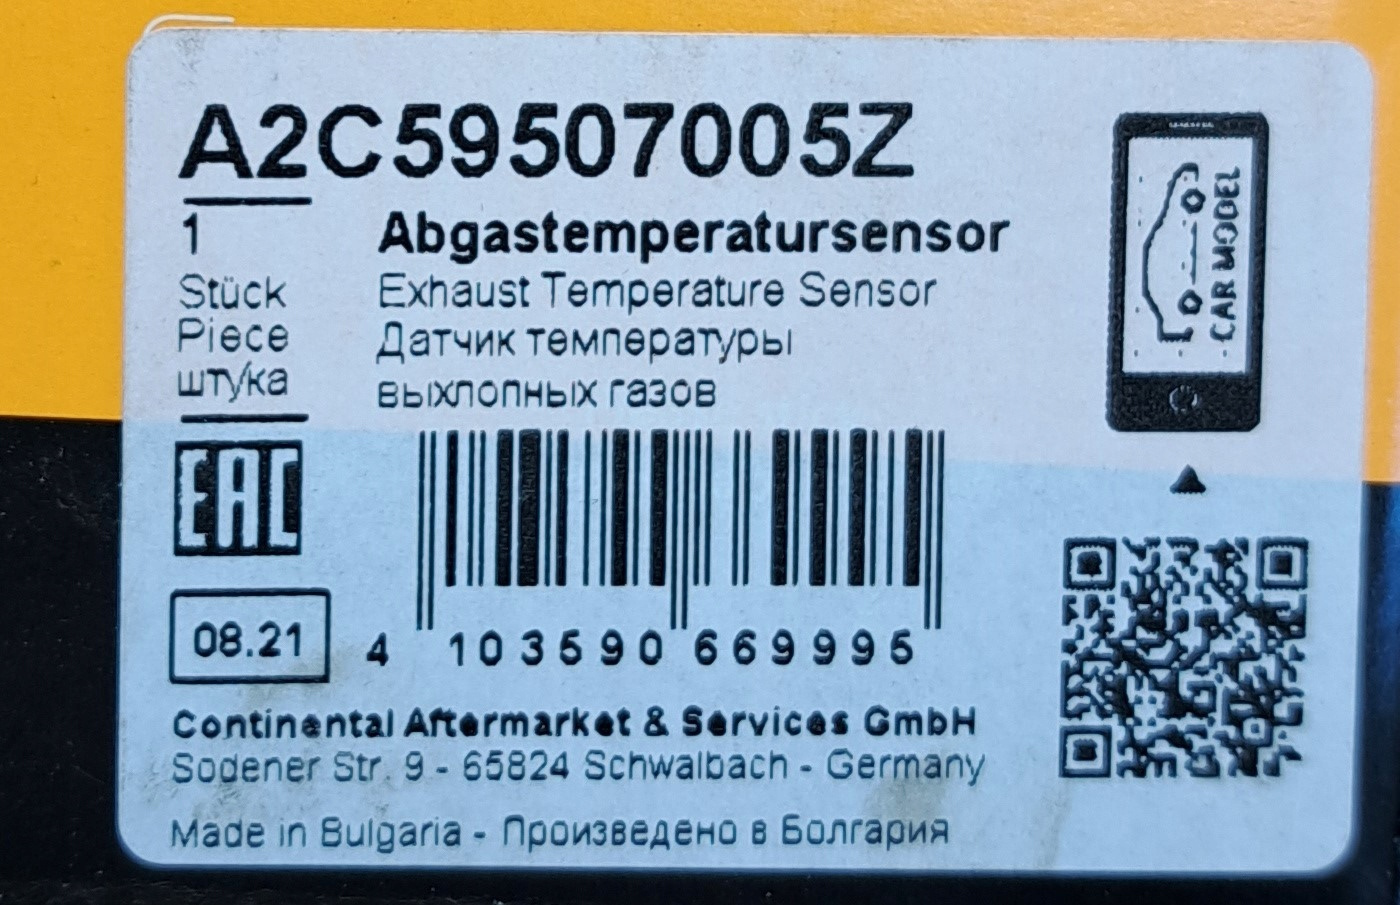 A2C59507005Z
1
Abgastemperatursensor
Stück
Exhaust Temperature Sensor
Piece
Датчик температуры
штука
выхлопных газов
CAR MODEL
EAC
08.21
4 103590 669995
Continental Aftermarket & Services GmbH
Sodener Str. 9 - 65824 Schwalbach - Germany
Made in Bulgaria - Произведено в Болгария